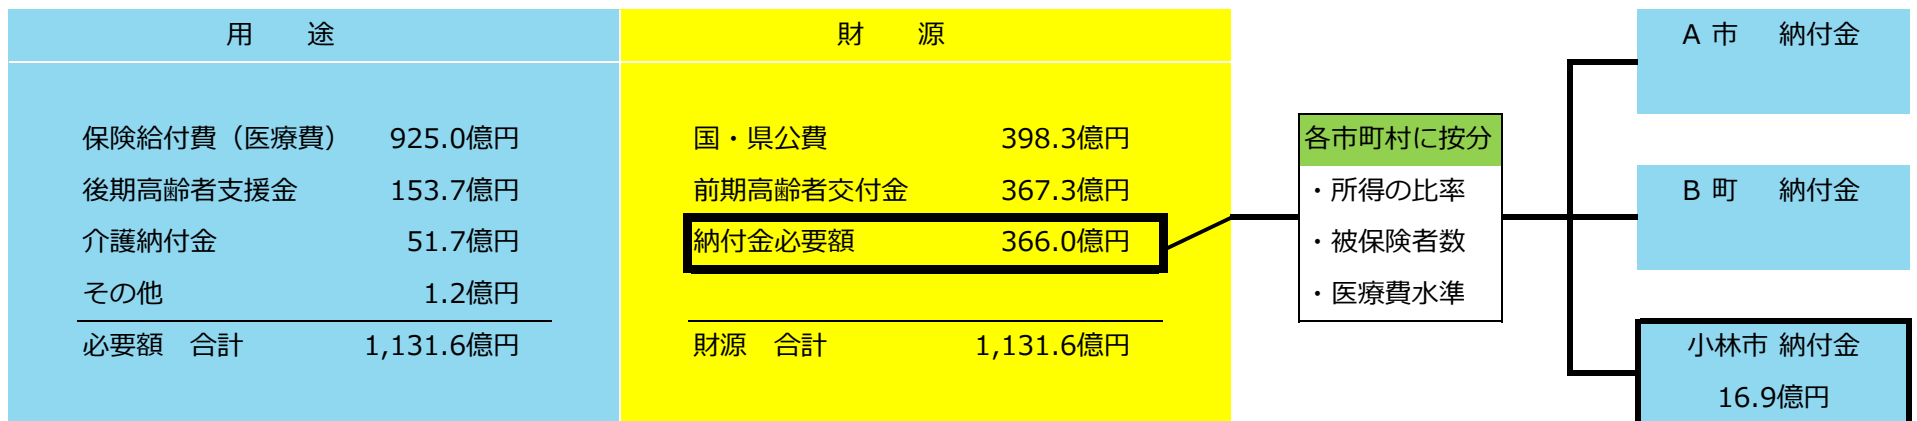 用　途
保険給付費（医療費） 925.0億円
後期高齢者支援金 153.7億円
介護納付金 51.7億円
その他 1.2億円
必要額　合計 1,131.6億円
財　源
国・県公費 398.3億円
前期高齢者交付金 367.3億円
納付金必要額 366.0億円
財源　合計 1,131.6億円
各市町村に按分
・所得の比率
・被保険者数
・医療費水準
A 市　納付金
B 町　納付金
小林市 納付金
16.9億円